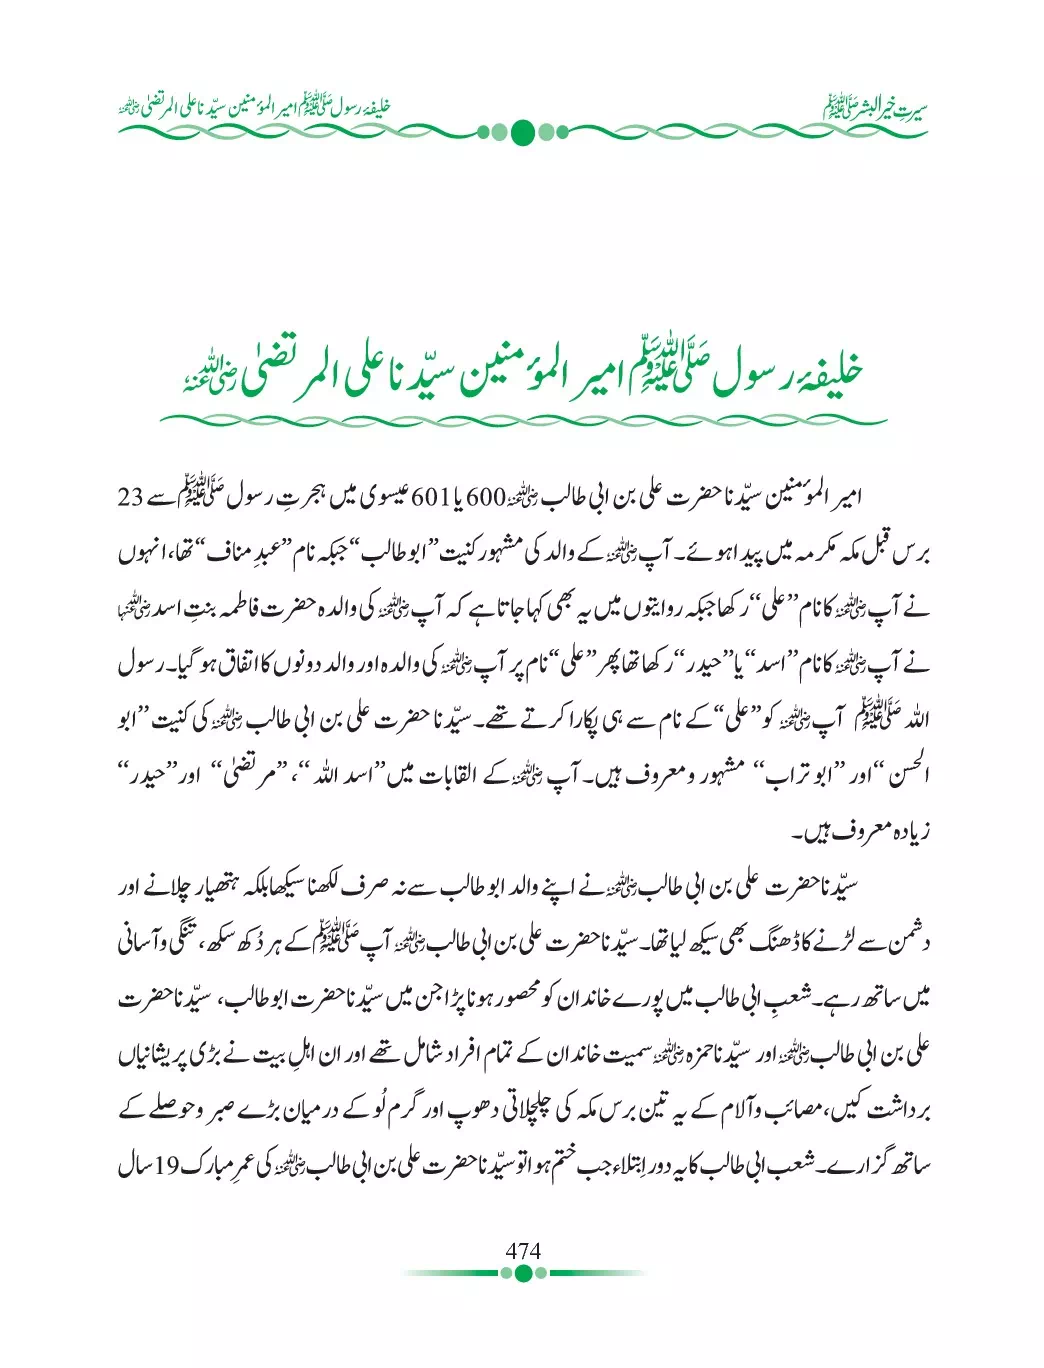 سیرتِ خیر البشر ﷺ
خلیفۂ رسول ﷺ امیر المؤمنین سیّدنا علی المرتضیٰ رضی اللہ عنہ
خلیفۂ رسول ﷺ امیر المؤمنین سیّدنا علی المرتضیٰ رضی اللہ عنہ
امیر المؤمنین سیّدنا حضرت علی بن ابی طالب رضی اللہ عنہ 600 یا 601 عیسوی میں ہجرتِ رسول ﷺ سے 23
برس قبل مکہ مکرمہ میں پیدا ہوئے۔ آپ رضی اللہ عنہ کے والد کی مشہور کنیت ”ابو طالب“ جبکہ نام ”عبدِ مناف“ تھا، انہوں
نے آپ رضی اللہ عنہ کا نام ”علی“ رکھا جبکہ روایتوں میں یہ بھی کہا جاتا ہے کہ آپ رضی اللہ عنہ کی والدہ حضرت فاطمہ بنتِ اسد رضی اللہ عنہا
نے آپ رضی اللہ عنہ کا نام ”اسد“ یا ”حیدر“ رکھا تھا پھر ”علی“ نام پر آپ رضی اللہ عنہ کی والدہ اور والد دونوں کا اتفاق ہو گیا۔ رسول
اللہ ﷺ آپ رضی اللہ عنہ کو ”علی“ کے نام سے ہی پکارا کرتے تھے۔ سیّدنا حضرت علی بن ابی طالب رضی اللہ عنہ کی کنیت ”ابو
الحسن“ اور ”ابو تراب“ مشہور و معروف ہیں۔ آپ رضی اللہ عنہ کے القابات میں ”اسد اللہ“، ”مرتضیٰ“ اور ”حیدر“
زیادہ معروف ہیں۔
سیّدنا حضرت علی بن ابی طالب رضی اللہ عنہ نے اپنے والد ابو طالب سے نہ صرف لکھنا سیکھا بلکہ ہتھیار چلانے اور
دشمن سے لڑنے کا ڈھنگ بھی سیکھ لیا تھا۔ سیّدنا حضرت علی بن ابی طالب رضی اللہ عنہ آپ ﷺ کے ہر دُکھ سکھ، تنگی و آسانی
میں ساتھ رہے۔ شعبِ ابی طالب میں پورے خاندان کو محصور ہونا پڑا جن میں سیّدنا حضرت ابو طالب، سیّدنا حضرت
علی بن ابی طالب رضی اللہ عنہ اور سیّدنا حمزہ رضی اللہ عنہ سمیت خاندان کے تمام افراد شامل تھے اور ان اہلِ بیت نے بڑی پریشانیاں
برداشت کیں، مصائب و آلام کے یہ تین برس مکہ کی چلچلاتی دھوپ اور گرم لُو کے درمیان بڑے صبر و حوصلے کے
ساتھ گزارے۔ شعب ابی طالب کا یہ دور اِبتلاء جب ختم ہوا تو سیّدنا حضرت علی بن ابی طالب رضی اللہ عنہ کی عمرِ مبارک 19 سال
474